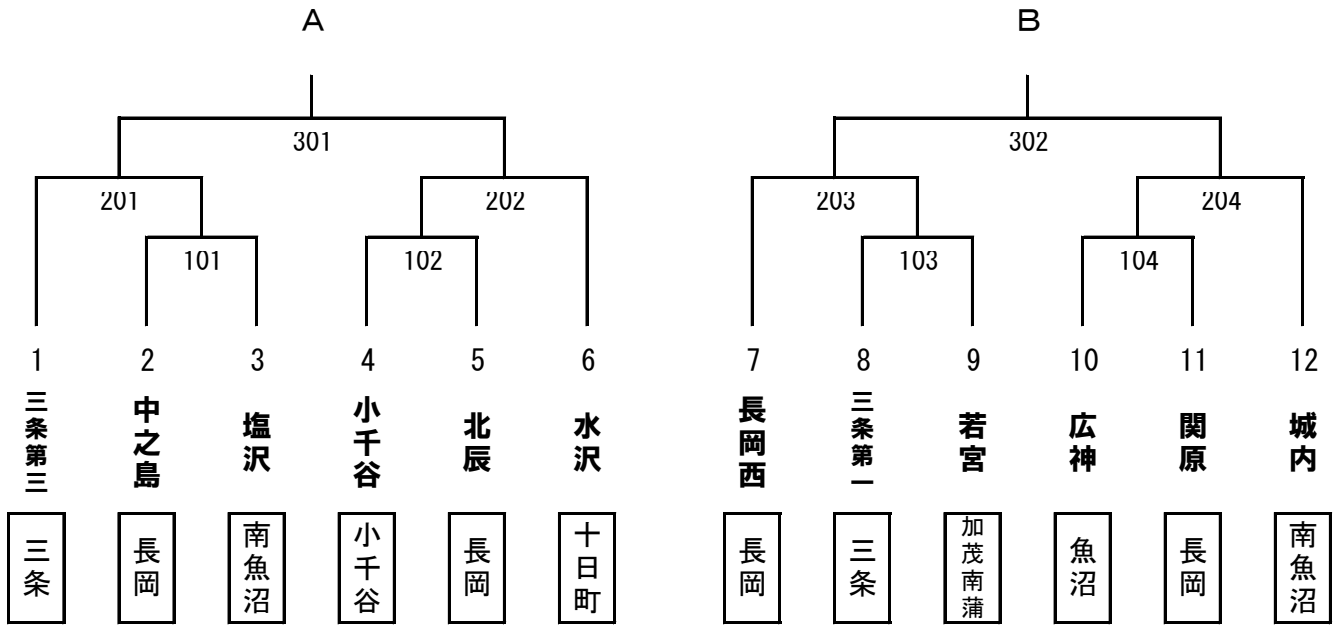 A
B
301
302
201
202
203
204
101
102
103
104
1
2
3
4
5
6
7
8
9
10
11
12
三条第三
中之島
塩沢
小千谷
北辰
水沢
長岡西
三条第一
若宮
広神
関原
城内
三条
長岡
南魚沼
小千谷
長岡
十日町
長岡
三条
加茂南蒲
魚沼
長岡
南魚沼